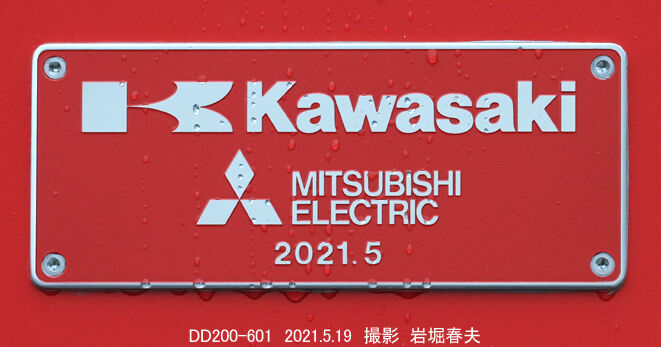 Kawasaki
MITSUBISHI
ELECTRIC
2021.5
DD200-601 2021.5.19 撮影 岩堀春夫